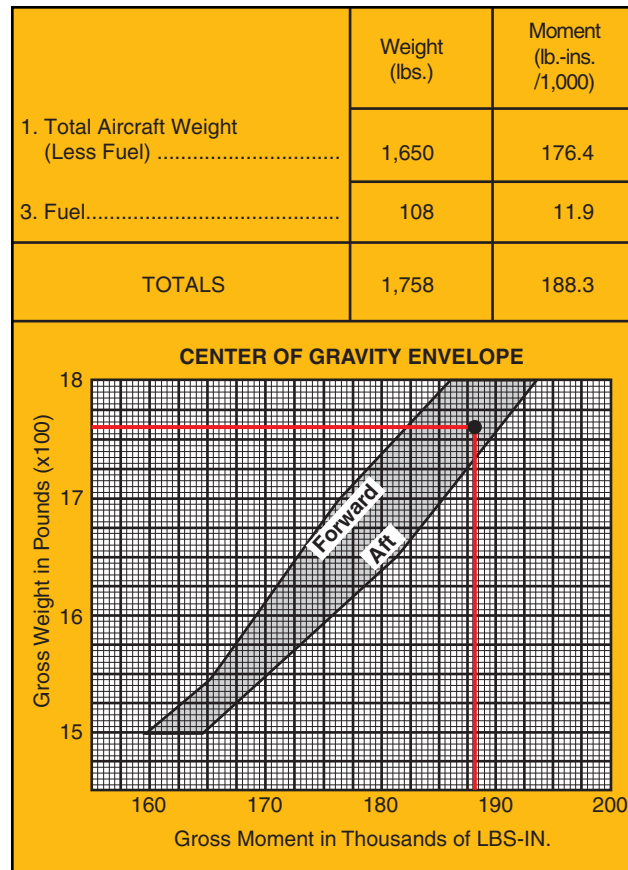 Weight
(lbs.)
Moment
(lb.-ins.
/1,000)
1. Total Aircraft Weight
(Less Fuel) ................................ 1,650 176.4
3. Fuel............................................ 108 11.9
TOTALS 1,758 188.3
CENTER OF GRAVITY ENVELOPE
Gross Weight in Pounds (x100)
18
17
16
15
Forward
Aft
160 170 180 190 200
Gross Moment in Thousands of LBS-IN.